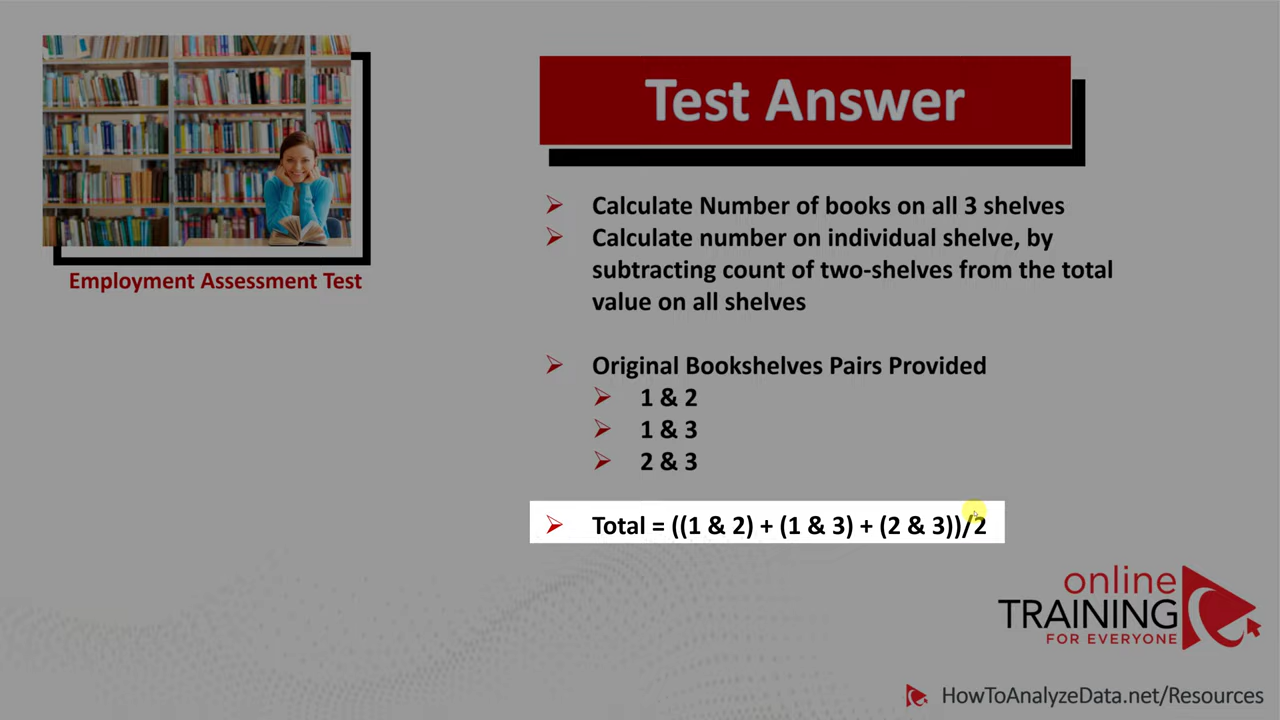 Test Answer
Employment Assessment Test
Calculate Number of books on all 3 shelves
Calculate number on individual shelve, by
subtracting count of two-shelves from the total
value on all shelves
Original Bookshelves Pairs Provided
1 & 2
1 & 3
2 & 3
Total = ((1 & 2) + (1 & 3) + (2 & 3))/2
online
TRAINING
FOR EVERYONE
HowToAnalyzeData.net/Resources